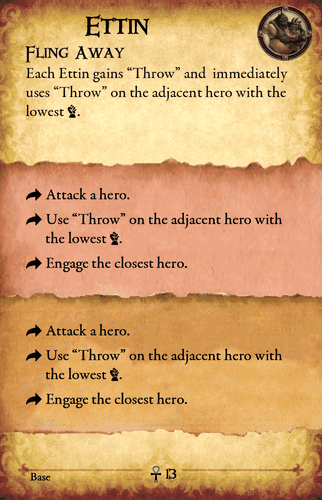 Ettin
Fling Away
Each Ettin gains “Throw” and immediately
uses “Throw” on the adjacent hero with the
lowest .
Attack a hero.
Use “Throw” on the adjacent hero with
the lowest .
Engage the closest hero.
Attack a hero.
Use “Throw” on the adjacent hero with
the lowest .
Engage the closest hero.
Base
13